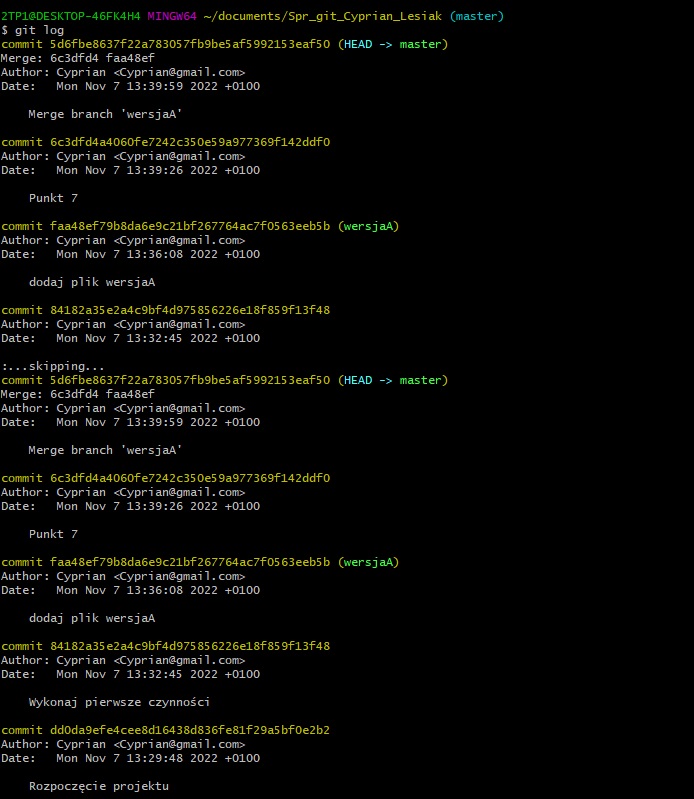 2TP1@DESKTOP-46FK4H4 MINGW64 ~/documents/Spr_git_Cyprian_Lesiak (master)
$ git log
commit 5d6fbe8637f22a783057fb9be5af5992153eaf50 (HEAD -> master)
Merge: 6c3dfd4 faa48ef
Author: Cyprian <Cyprian@gmail.com>
Date:   Mon Nov 7 13:39:59 2022 +0100

    Merge branch 'wersjaA'

commit 6c3dfd4a4060fe7242c350e59a977369f142ddf0
Author: Cyprian <Cyprian@gmail.com>
Date:   Mon Nov 7 13:39:26 2022 +0100

    Punkt 7

commit faa48ef79b8da6e9c21bf267764ac7f0563eeb5b (wersjaA)
Author: Cyprian <Cyprian@gmail.com>
Date:   Mon Nov 7 13:36:08 2022 +0100

    dodaj plik wersjaA

commit 84182a35e2a4c9bf4d975856226e18f859f13f48
Author: Cyprian <Cyprian@gmail.com>
Date:   Mon Nov 7 13:32:45 2022 +0100

:...skipping...
commit 5d6fbe8637f22a783057fb9be5af5992153eaf50 (HEAD -> master)
Merge: 6c3dfd4 faa48ef
Author: Cyprian <Cyprian@gmail.com>
Date:   Mon Nov 7 13:39:59 2022 +0100

    Merge branch 'wersjaA'

commit 6c3dfd4a4060fe7242c350e59a977369f142ddf0
Author: Cyprian <Cyprian@gmail.com>
Date:   Mon Nov 7 13:39:26 2022 +0100

    Punkt 7

commit faa48ef79b8da6e9c21bf267764ac7f0563eeb5b (wersjaA)
Author: Cyprian <Cyprian@gmail.com>
Date:   Mon Nov 7 13:36:08 2022 +0100

    dodaj plik wersjaA

commit 84182a35e2a4c9bf4d975856226e18f859f13f48
Author: Cyprian <Cyprian@gmail.com>
Date:   Mon Nov 7 13:32:45 2022 +0100

    Wykonaj pierwsze czynności

commit dd0da9efe4cee8d16438d836fe81f29a5bf0e2b2
Author: Cyprian <Cyprian@gmail.com>
Date:   Mon Nov 7 13:29:48 2022 +0100

    Rozpoczęcie projektu